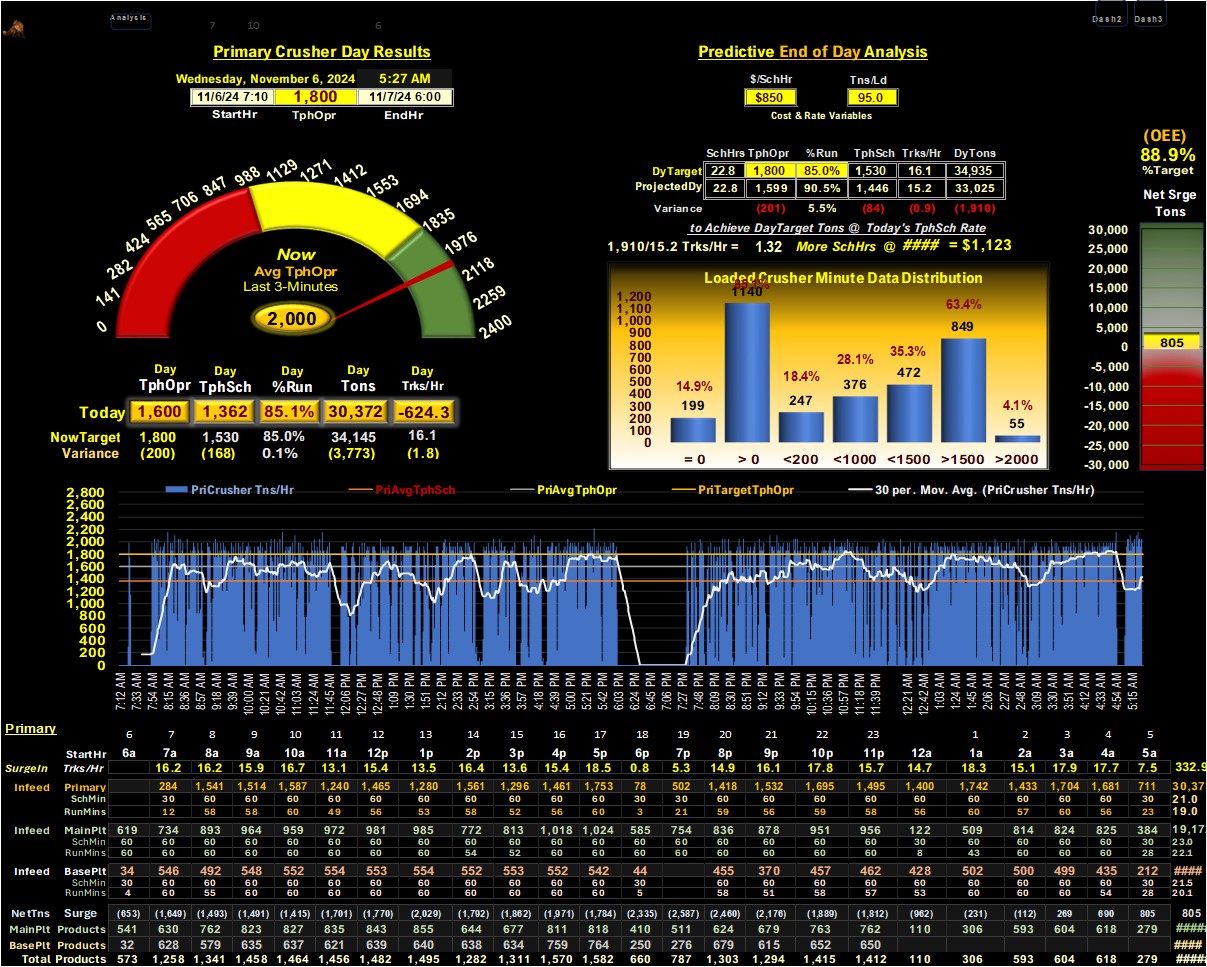 Analysis 7 10 6 Dash2 Dash3
Primary Crusher Day Results
Wednesday, November 6, 2024 5:27 AM
11/6/24 7:10 1,800 11/7/24 6:00
StartHr TphOpr EndHr
0 141 282 424 565 706 847 988 1129 1271 1412 1553 1694 1835 1976 2118 2259 2400
Now
Avg TphOpr
Last 3-Minutes
2,000
Day Day Day Day Day
TphOpr TphSch %Run Tons Trks/Hr
Today 1,600 1,362 85.1% 30,372 -624.3
NowTarget 1,800 1,530 85.0% 34,145 16.1
Variance (200) (168) 0.1% (3,773) (1.8)
Predictive End of Day Analysis
$/SchHr Tns/Ld
$850 95.0
Cost & Rate Variables
SchHrs TphOpr %Run TphSch Trks/Hr DyTons
DyTarget 22.8 1,800 85.0% 1,530 16.1 34,935
ProjectedDy 22.8 1,599 90.5% 1,446 15.2 33,025
Variance (201) 5.5% (84) (0.9) (1,910)
to Achieve DayTarget Tons @ Today's TphSch Rate
1,910/15.2 Trks/Hr = 1.32 More SchHrs @ #### = $1,123
Loaded Crusher Minute Data Distribution
1,200
1,100
1,000
900
800
700
600
500
400
300
200
100
0
14.9% 18.4% 28.1% 35.3% 63.4% 4.1%
199 1140 247 376 472 849 55
= 0 > 0 <200 <1000 <1500 >1500 >2000
(OEE)
88.9%
%Target
Net Srge
Tons
30,000
25,000
20,000
15,000
10,000
5,000
0 805
-5,000
-10,000
-15,000
-20,000
-25,000
-30,000
PriCrusher Tns/Hr PriAvgTphSch PriAvgTphOpr PriTargetTphOpr 30 per. Mov. Avg. (PriCrusher Tns/Hr)
2,800
2,600
2,400
2,200
2,000
1,800
1,600
1,400
1,200
1,000
800
600
400
200
0
7:12 AM 7:33 AM 7:54 AM 8:15 AM 8:36 AM 8:57 AM 9:18 AM 9:39 AM 10:00 AM 10:21 AM 10:42 AM 11:03 AM 11:24 AM 11:45 AM 12:06 PM 12:27 PM 12:48 PM 1:09 PM 1:30 PM 1:51 PM 2:12 PM 2:33 PM 2:54 PM 3:15 PM 3:36 PM 3:57 PM 4:18 PM 4:39 PM 5:00 PM 5:21 PM 5:42 PM 6:03 PM 6:24 PM 6:45 PM 7:06 PM 7:27 PM 7:48 PM 8:09 PM 8:30 PM 8:51 PM 9:12 PM 9:33 PM 9:54 PM 10:15 PM 10:36 PM 10:57 PM 11:18 PM 11:39 PM 12:21 AM 12:42 AM 1:03 AM 1:24 AM 1:45 AM 2:06 AM 2:27 AM 2:48 AM 3:09 AM 3:30 AM 3:51 AM 4:12 AM 4:33 AM 4:54 AM 5:15 AM
Primary
6 7 8 9 10 11 12 13 14 15 16 17 18 19 20 21 22 23 1 2 3 4 5
StartHr 6a 7a 8a 9a 10a 11a 12p 1p 2p 3p 4p 5p 6p 7p 8p 9p 10p 11p 12a 1a 2a 3a 4a 5a
SurgeIn Trks/Hr 16.2 16.2 15.9 16.7 13.1 15.4 13.5 16.4 13.6 15.4 18.5 0.8 5.3 14.9 16.1 17.8 15.7 14.7 18.3 15.1 17.9 17.7 7.5 332.9
Infeed Primary 284 1,541 1,514 1,587 1,240 1,465 1,280 1,561 1,296 1,461 1,753 78 502 1,418 1,532 1,695 1,495 1,400 1,742 1,433 1,704 1,681 711 30,37
SchMin 30 60 60 60 60 60 60 60 60 60 60 30 30 60 60 60 60 60 60 60 60 60 30 21.0
RunMins 12 58 58 60 49 56 53 58 52 56 60 3 21 59 56 59 58 56 60 57 60 56 23 19.0
Infeed MainPlt 619 734 893 964 959 972 981 985 772 813 1,018 1,024 585 754 836 878 951 956 122 509 814 824 825 384 19,17
SchMin 60 60 60 60 60 60 60 60 60 60 60 60 60 60 60 60 60 60 30 60 60 60 60 30 23.0
RunMins 60 60 60 60 60 60 60 60 54 52 60 60 60 60 60 60 60 60 8 43 60 60 60 28 22.1
Infeed BasePlt 34 546 492 548 552 554 553 554 552 553 552 542 44 455 370 457 462 428 502 500 499 435 212 ####
SchMin 30 60 60 60 60 60 60 60 60 60 60 60 30 60 60 60 60 60 60 60 60 60 30 21.5
RunMins 4 60 55 60 60 60 60 60 60 60 60 60 5 58 51 58 57 53 60 60 60 54 28 20.1
NetTns Surge (653) (1,649) (1,493) (1,491) (1,415) (1,701) (1,770) (2,029) (1,792) (1,862) (1,971) (1,784) (2,335) (2,587) (2,460) (2,176) (1,889) (1,812) (962) (231) (112) 269 690 805 805
MainPlt Products 541 630 762 823 827 835 843 855 644 677 811 818 410 511 624 679 763 762 110 306 593 604 618 279 #####
BasePlt Products 32 628 579 635 637 621 639 640 638 634 759 764 250 276 679 615 652 650 ####
Total Products 573 1,258 1,341 1,458 1,464 1,456 1,482 1,495 1,282 1,311 1,570 1,582 660 787 1,303 1,294 1,415 1,412 110 306 593 604 618 279 #####